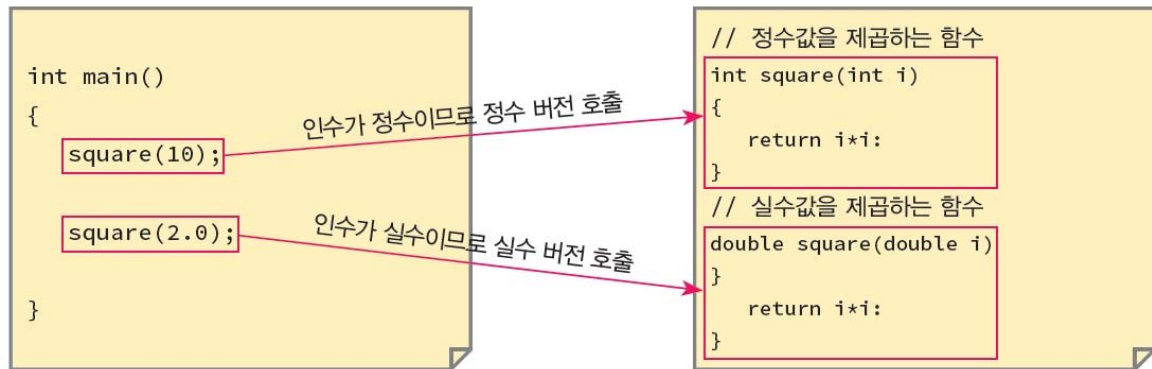 int main()
{
square(10);
square(2.0);
}
인수가 정수이므로 정수 버전 호출
인수가 실수이므로 실수 버전 호출
// 정수값을 제곱하는 함수
int square(int i)
{
return i*i:
}
// 실수값을 제곱하는 함수
double square(double i)
}
return i*i:
}